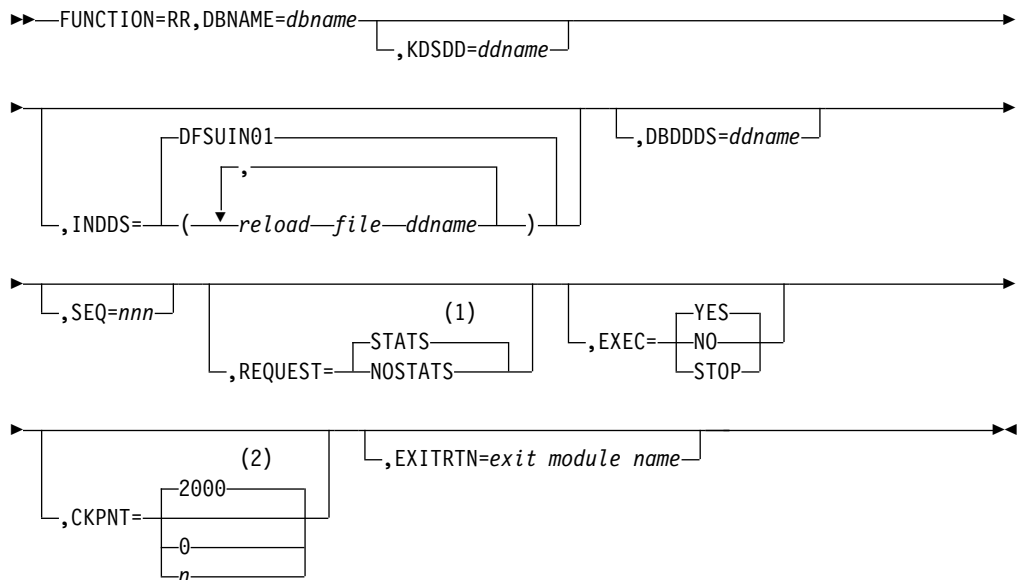 FUNCTION=RR,DBNAME=dbname
,KDSDD=ddname
DFSUIN01
,
,INDDS=
(reload file ddname)
,DBDDDS=ddname
,SEQ=nnn
(1)
STATS
,REQUEST=
NOSTATS
YES
,EXEC=
NO
STOP
(2)
2000
,CKPNT=
0
n
,EXITRTN=exit module name